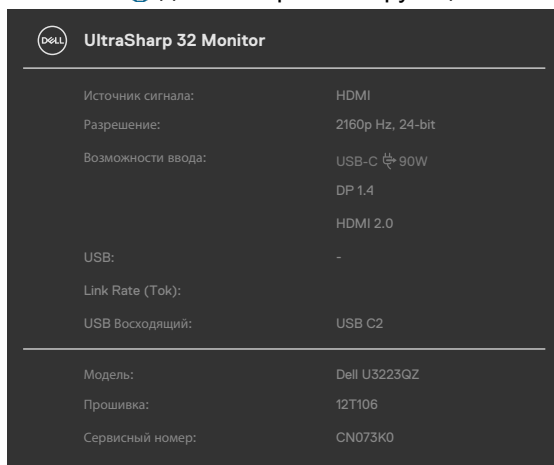 DELL
UltraSharp 32 Monitor
Источник сигнала: HDMI
Разрешение: 2160p Hz, 24-bit
Возможности ввода: USB-C 90W
DP 1.4
HDMI 2.0
USB: -
Link Rate (Tok):
USB Восходящий: USB C2
Модель: Dell U3223QZ
Прошивка: 12T106
Сервисный номер: CN073K0